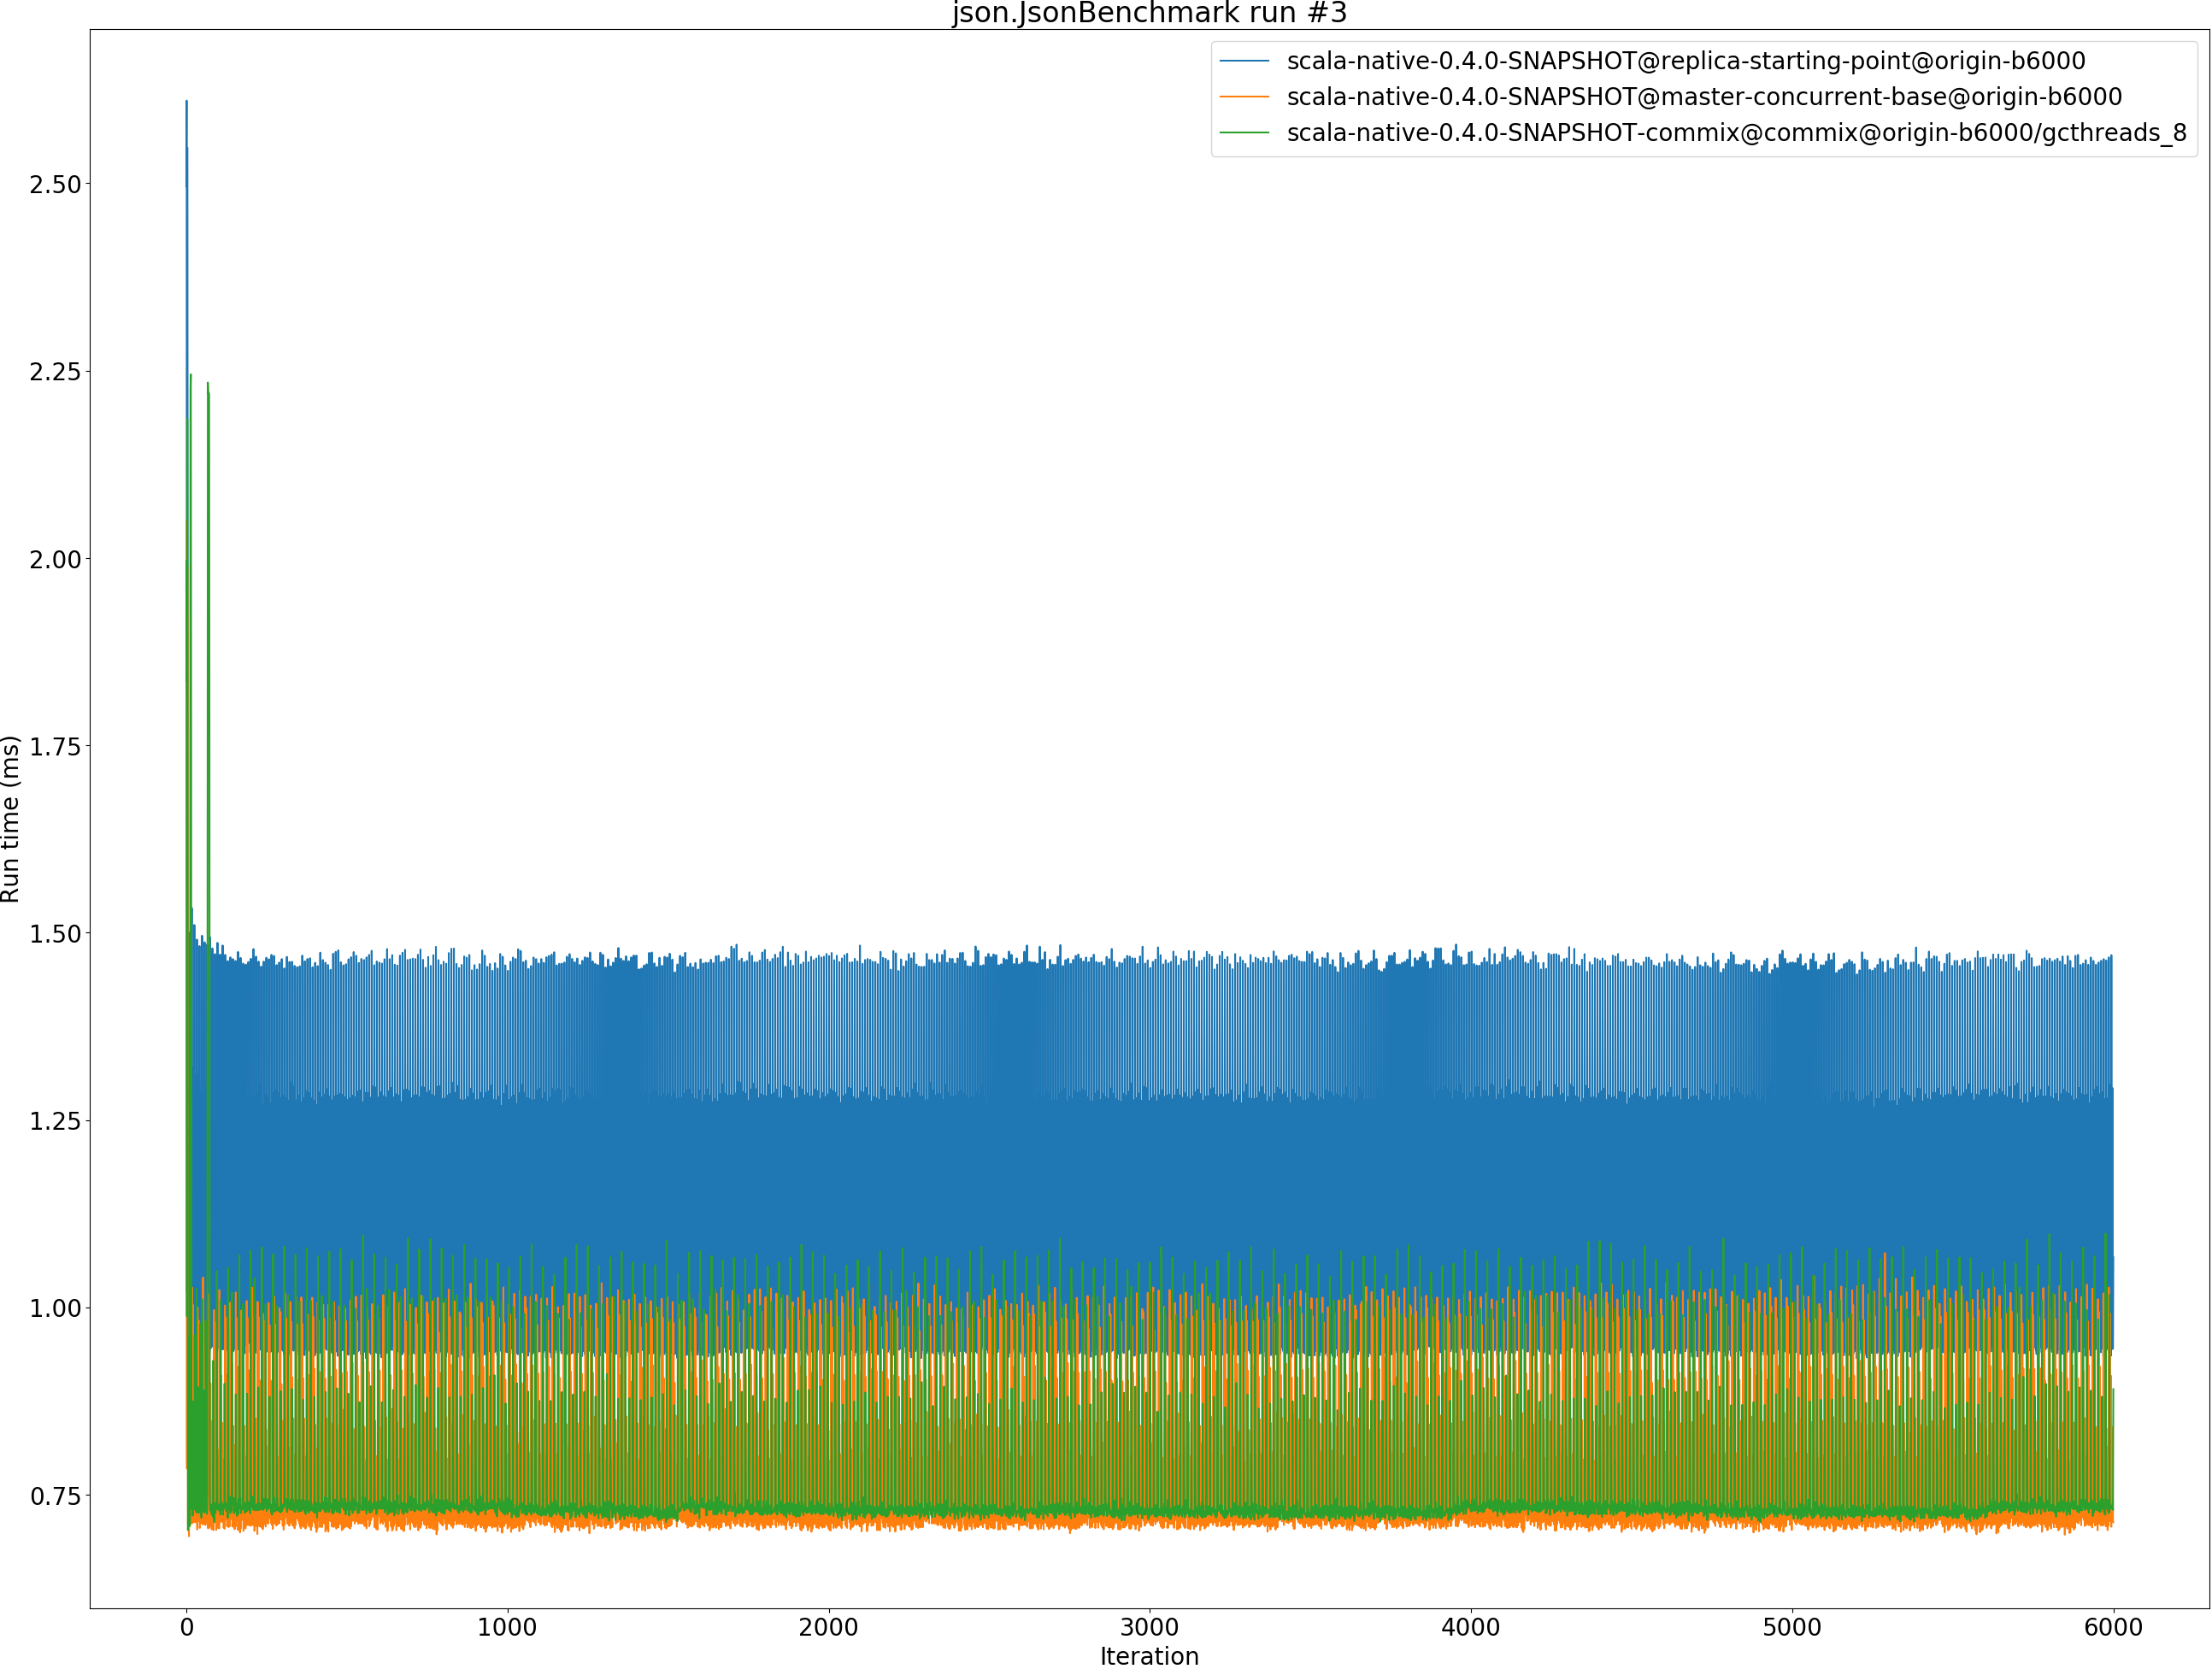 json.JsonBenchmark run #3
scala-native-0.4.0-SNAPSHOT@replica-starting-point@origin-b6000
scala-native-0.4.0-SNAPSHOT@master-concurrent-base@origin-b6000
scala-native-0.4.0-SNAPSHOT-commix@commix@origin-b6000/gcthreads_8
2.50
2.25
2.00
1.75
1.50
1.25
1.00
0.75
Run time (ms)
0 1000 2000 3000 4000 5000 6000
Iteration